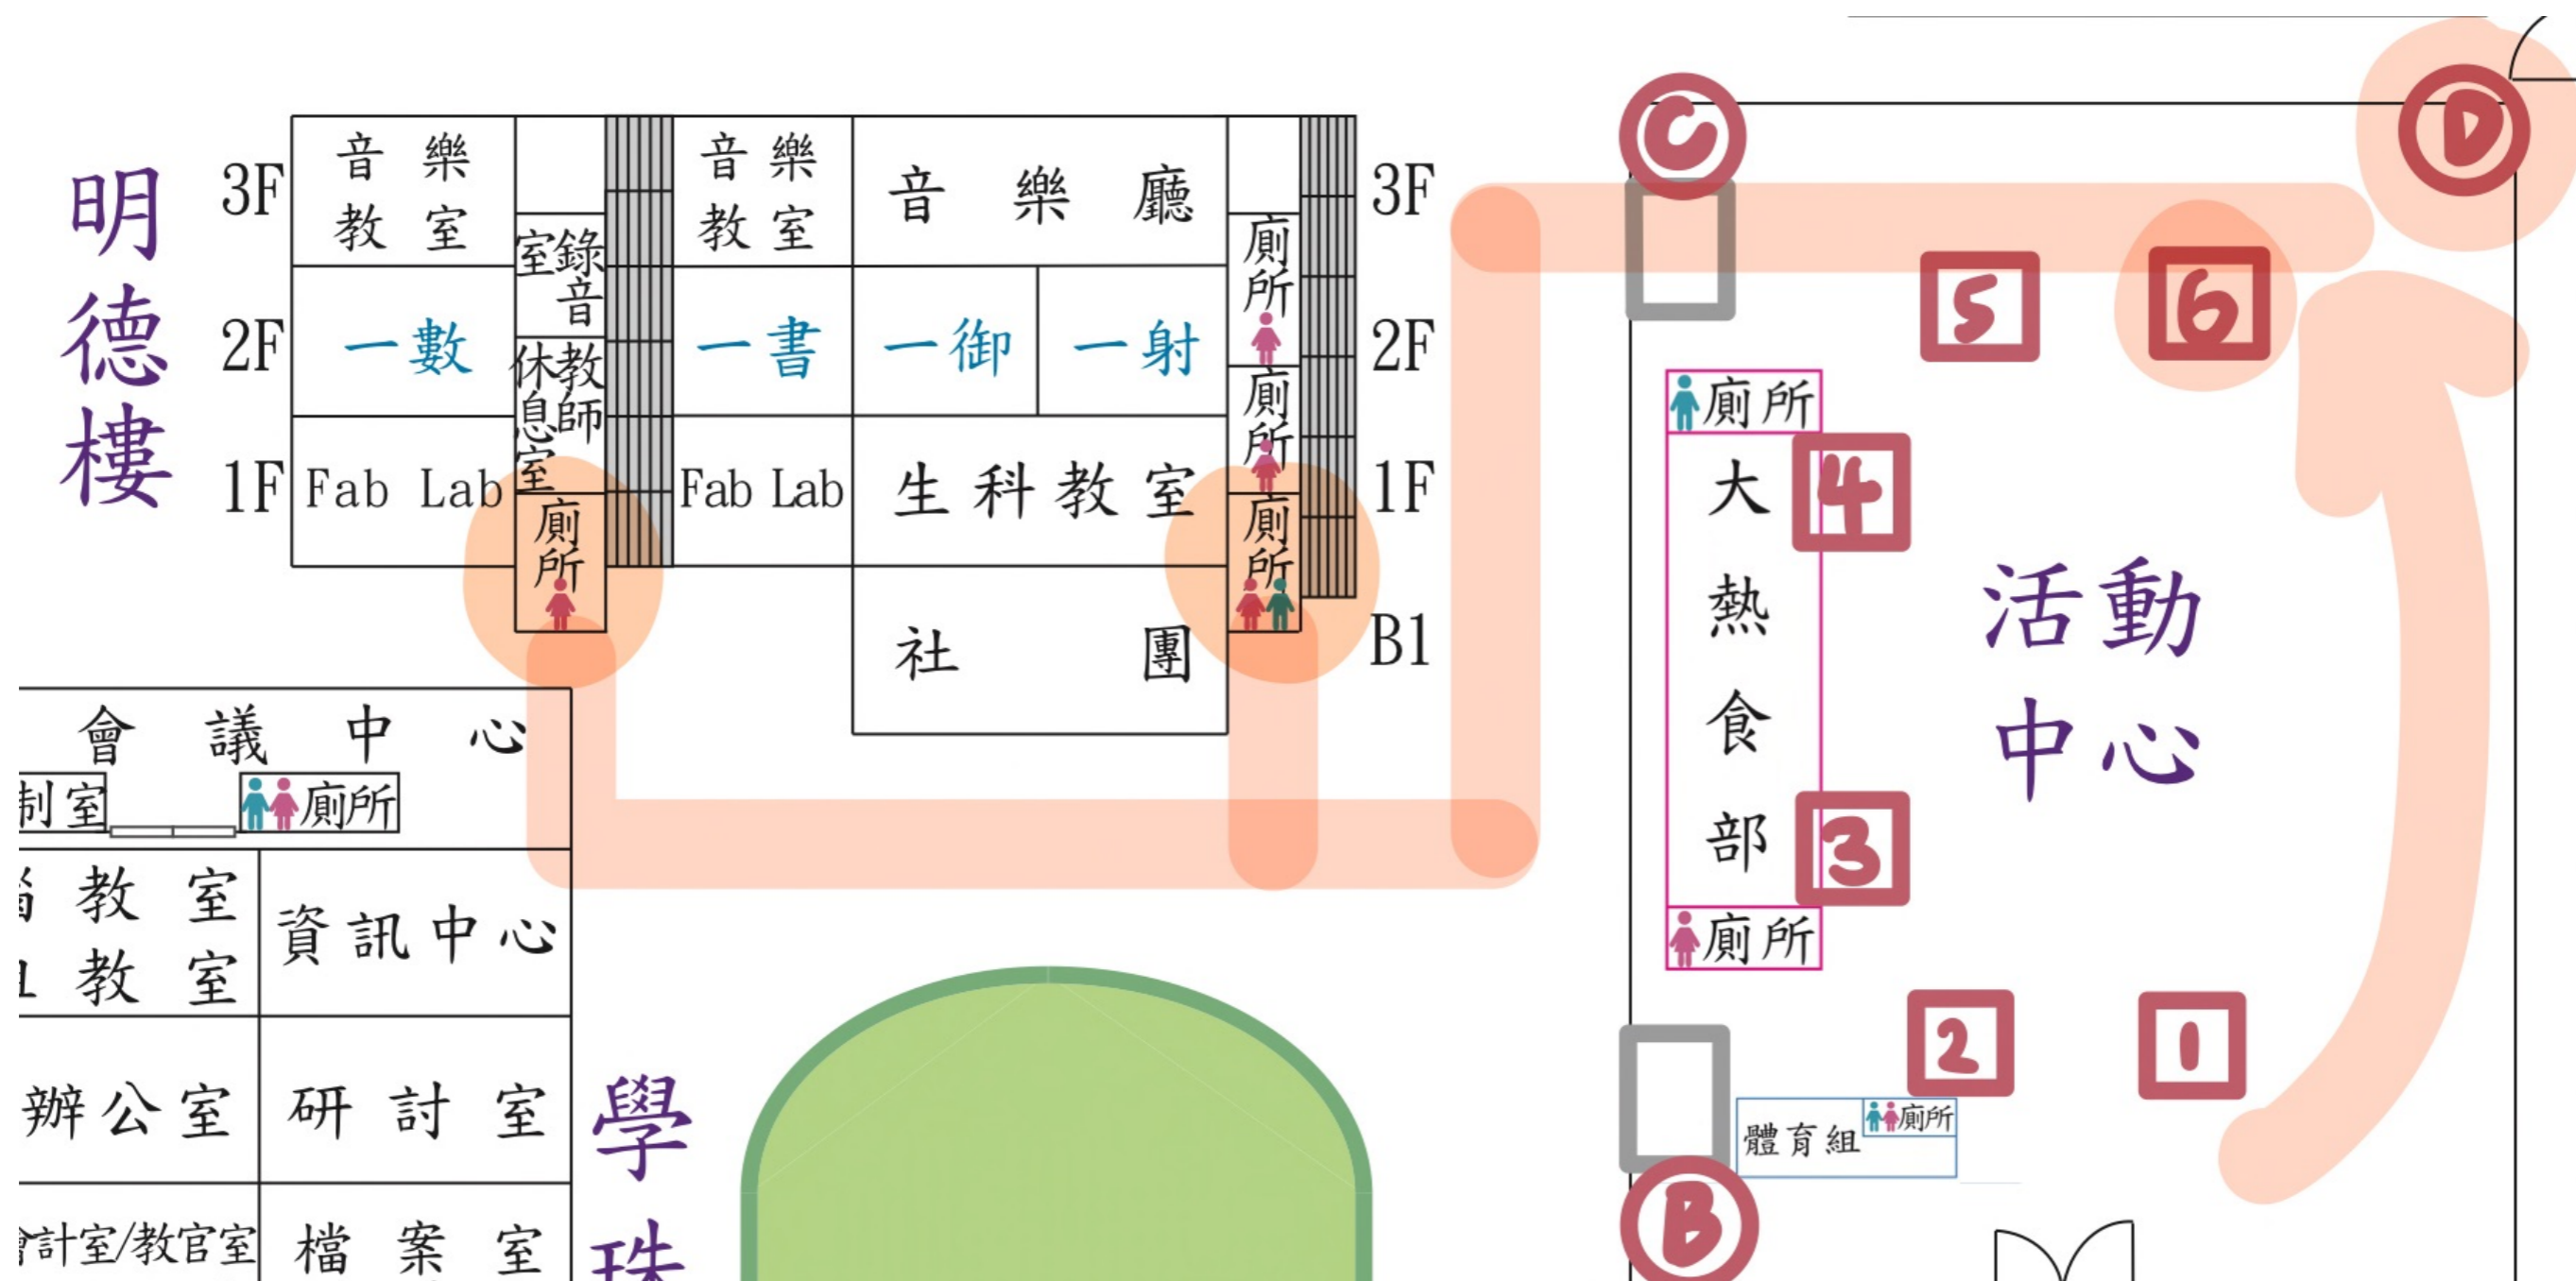 明德樓
3F
音樂教室
音樂教室
音樂廳
3F
錄音室
廁所
2F
一數
一書
一御
一射
2F
教師休息室
廁所
1F
Fab Lab
Fab Lab
生科教室
1F
廁所
廁所
社團
B1
會議中心
制室
廁所
教室
資訊中心
教室
辦公室
研討室
會計室/教官室
檔案室
學珠
C
D
5
6
廁所
4
大熱食部
活動
中心
3
廁所
2
1
體育組
廁所
B